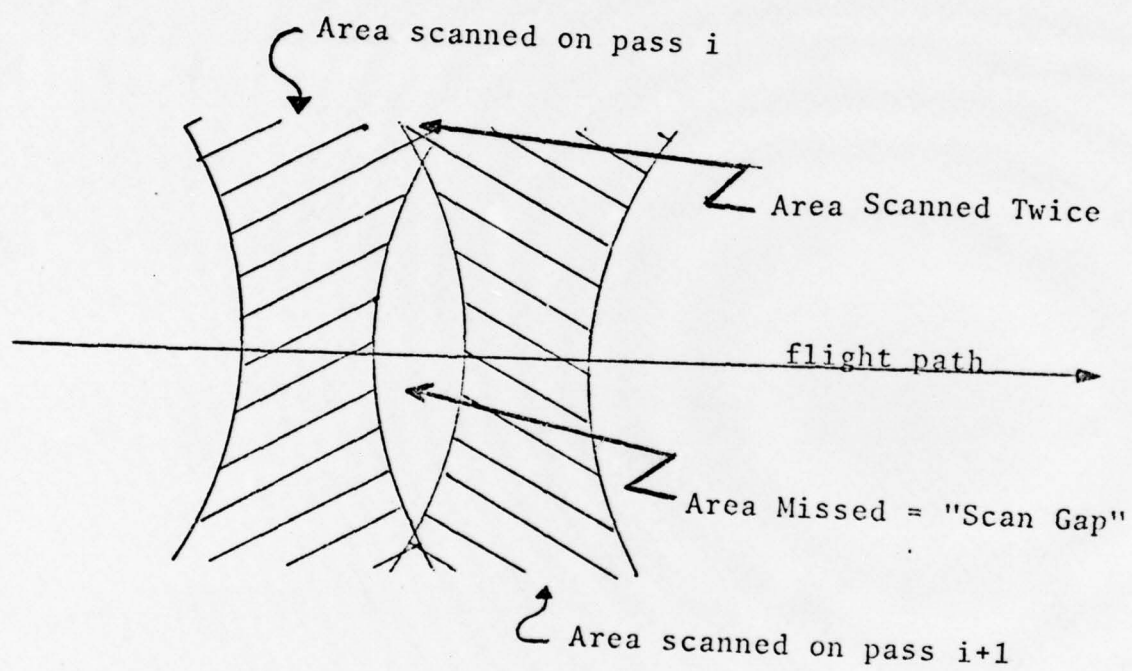 Area scanned on pass i
Area Scanned Twice
flight path
Area Missed = "Scan Gap"
Area scanned on pass i+1